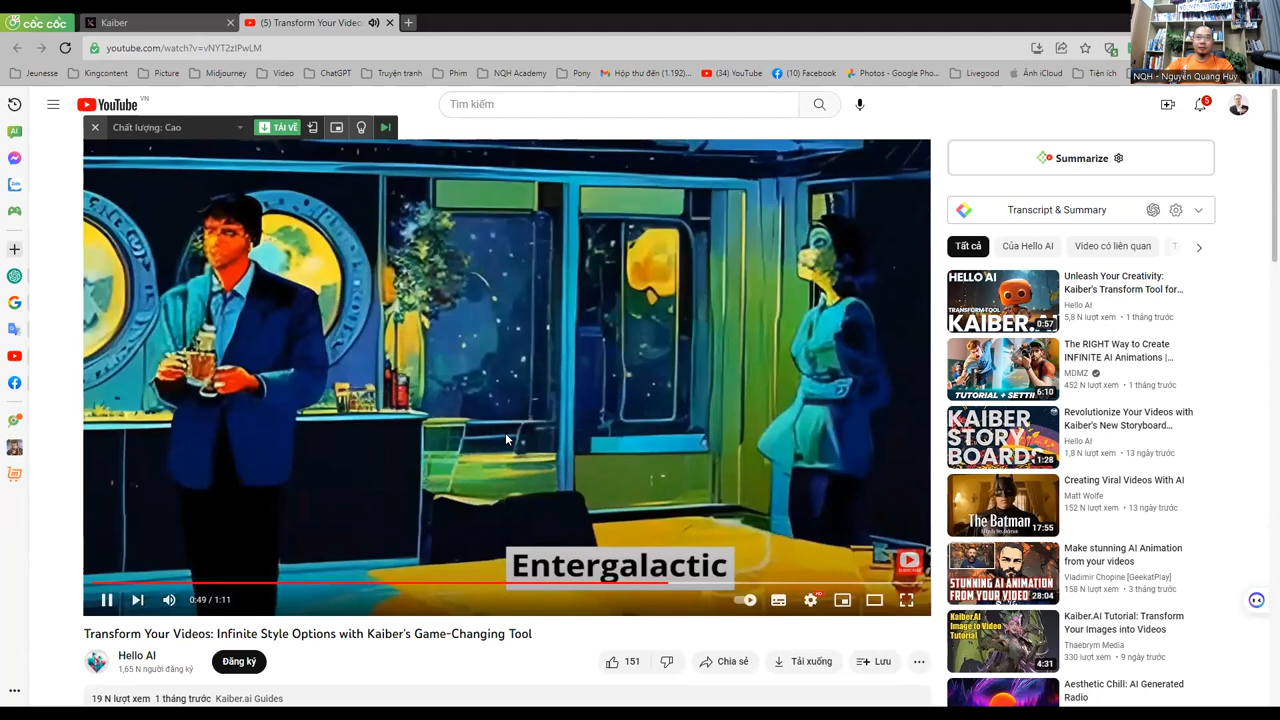 cốc cốc
Kaiber
(5) Transform Your Video
youtube.com/watch?v=vNYT2zIPwLM
Jeunesse
Kingcontent
Picture
Midjourney
Video
ChatGPT
Truyện tranh
Phim
NQH Academy
Pony
Hộp thư đến (1.192)...
(34) YouTube
(10) Facebook
Photos - Google Pho...
Livegood
Ảnh iCloud
Tiện ích
NGUYỄN QUANG HUY
NQH - Nguyễn Quang Huy
YouTube VN
Tìm kiếm
5
Chất lượng: Cao
TẢI VỀ
Entergalactic
SUBSCRIBE
0:49 / 1:11
HD
Transform Your Videos: Infinite Style Options with Kaiber's Game-Changing Tool
Hello AI
1,65 N người đăng ký
Đăng ký
151
Chia sẻ
Tải xuống
Lưu
19 N lượt xem 1 tháng trước Kaiber.ai Guides
Summarize
Transcript & Summary
Tất cả
Của Hello AI
Video có liên quan
T
HELLO AI
TRANSFORM TOOL
KAIBER.AI
0:57
Unleash Your Creativity:
Kaiber's Transform Tool for...
Hello AI
5,8 N lượt xem • 1 tháng trước
TUTORIAL + SETTI
6:10
The RIGHT Way to Create
INFINITE AI Animations |...
MDMZ
452 N lượt xem • 1 tháng trước
KAIBER
STORY
BOARD
1:28
Revolutionize Your Videos with
Kaiber's New Storyboard...
Hello AI
1,8 N lượt xem • 13 ngày trước
The Batman
17:55
Creating Viral Videos With AI
Matt Wolfe
152 N lượt xem • 13 ngày trước
STUNNING AI ANIMATION
FROM YOUR VIDEO
28:04
Make stunning AI Animation
from your videos
Vladimir Chopine [GeekatPlay]
158 N lượt xem • 3 tháng trước
Kaiber.AI
Image to Video
Tutorial
4:31
Kaiber.AI Tutorial: Transform
Your Images into Videos
Thaebrym Media
330 lượt xem • 9 ngày trước
Aesthetic Chill: AI Generated
Radio